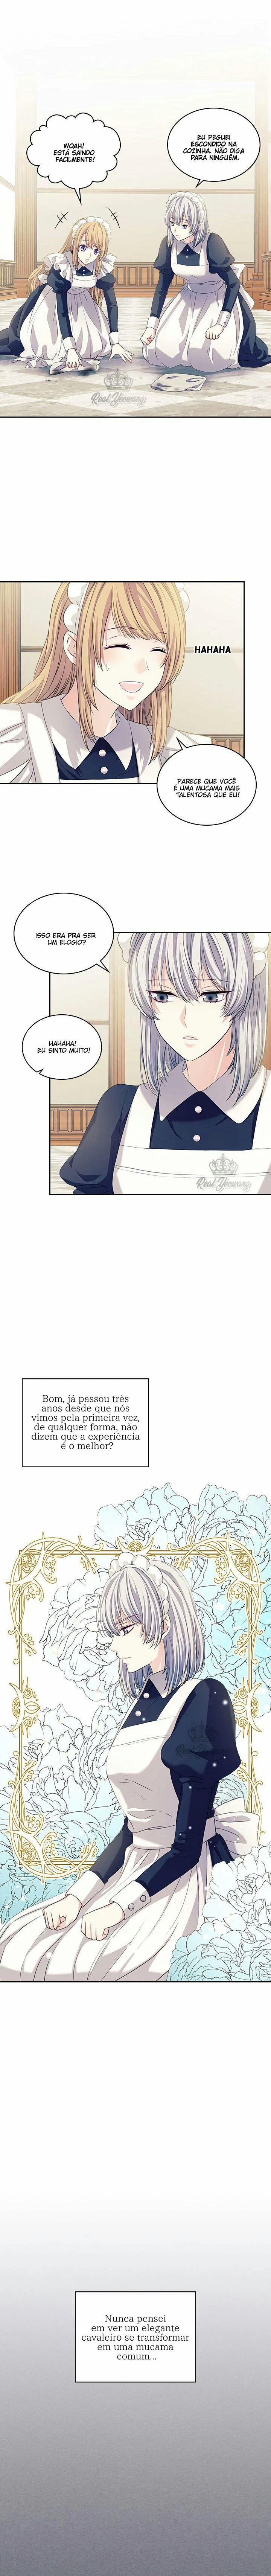 WOAH!
ESTÁ SAINDO
FACILMENTE!
EU PEGUEI
ESCONDIDO NA
COZINHA. NÃO DIGA
PARA NINGUÉM.
Real Yeowang
HAHAHA
PARECE QUE VOCÊ
É UMA MUCAMA MAIS
TALENTOSA QUE EU!
ISSO ERA PRA SER
UM ELOGIO?
HAHAHA!
EU SINTO MUITO!
Real Yeowang
Bom, já passou três
anos desde que nós
vimos pela primeira vez,
de qualquer forma, não
dizem que a experiência
é o melhor?
Nunca pensei
em ver um elegante
cavaleiro se transformar
em uma mucama
comum...